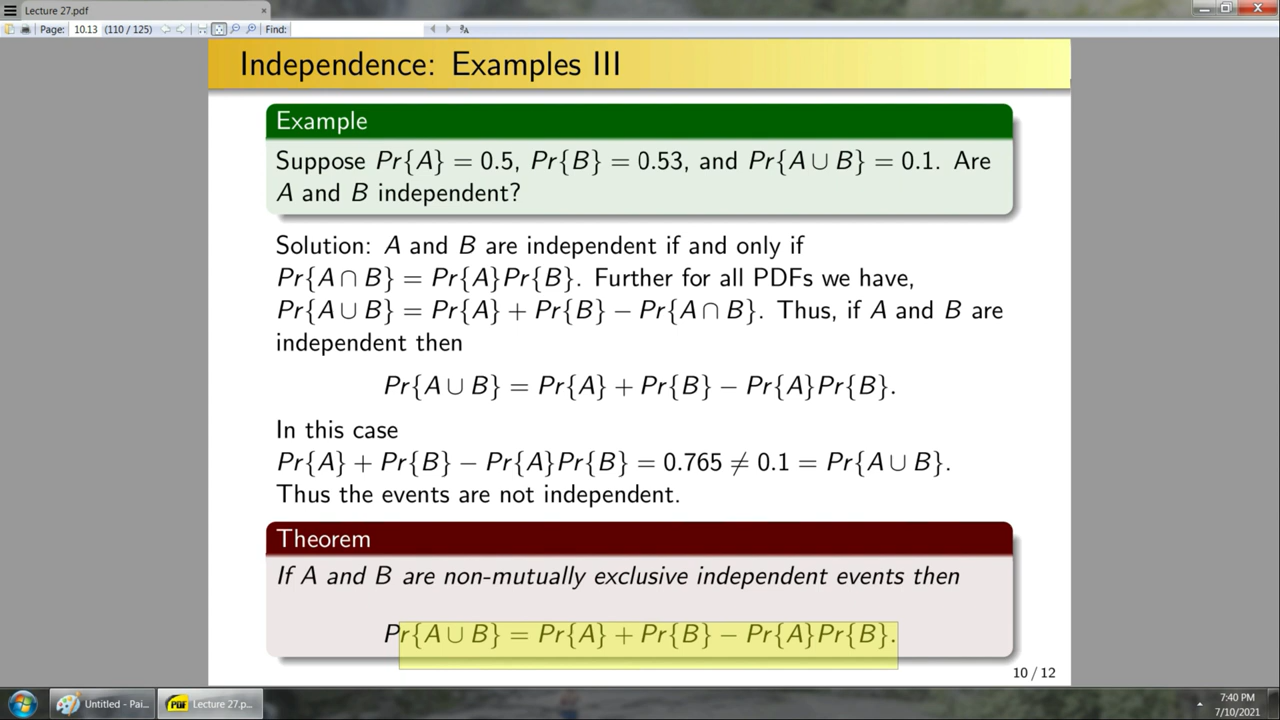 Lecture 27.pdf
Page: 10.13 (110 / 125) Find:
Independence: Examples III
Example
Suppose Pr{A} = 0.5, Pr{B} = 0.53, and Pr{A ∪ B} = 0.1. Are
A and B independent?
Solution: A and B are independent if and only if
Pr{A ∩ B} = Pr{A}Pr{B}. Further for all PDFs we have,
Pr{A ∪ B} = Pr{A} + Pr{B} − Pr{A ∩ B}. Thus, if A and B are
independent then
Pr{A ∪ B} = Pr{A} + Pr{B} − Pr{A}Pr{B}.
In this case
Pr{A} + Pr{B} − Pr{A}Pr{B} = 0.765 ≠ 0.1 = Pr{A ∪ B}.
Thus the events are not independent.
Theorem
If A and B are non-mutually exclusive independent events then
Pr{A ∪ B} = Pr{A} + Pr{B} − Pr{A}Pr{B}.
10 / 12
Untitled - Pai... Lecture 27.p...
7:40 PM
7/10/2021